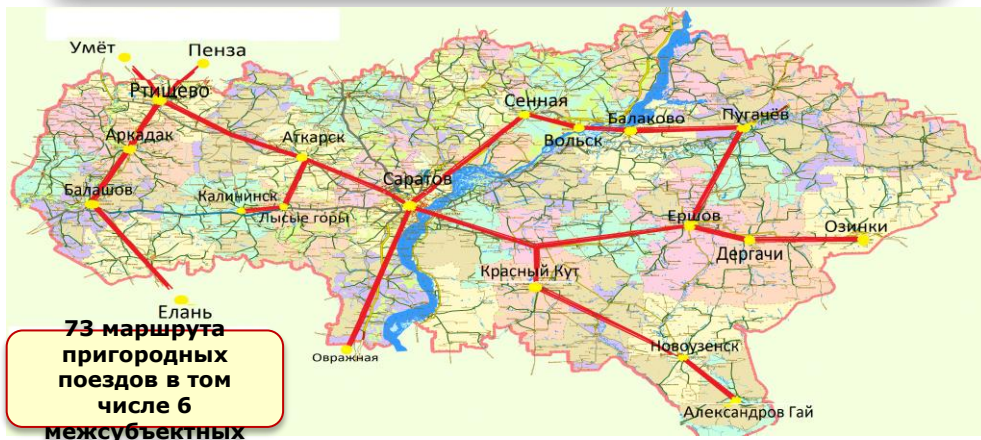 Умёт
Пенза
Ртищево
Сенная
Балаково
Пугачёв
Аркадак
Аткарск
Вольск
Балашов
Калининск
Лысые горы
Саратов
Ершов
Озинки
Дергачи
Красный Кут
Елань
Овражная
Новоузенск
Александров Гай
73 маршрута
пригородных
поездов в том
числе 6
межсубъектных